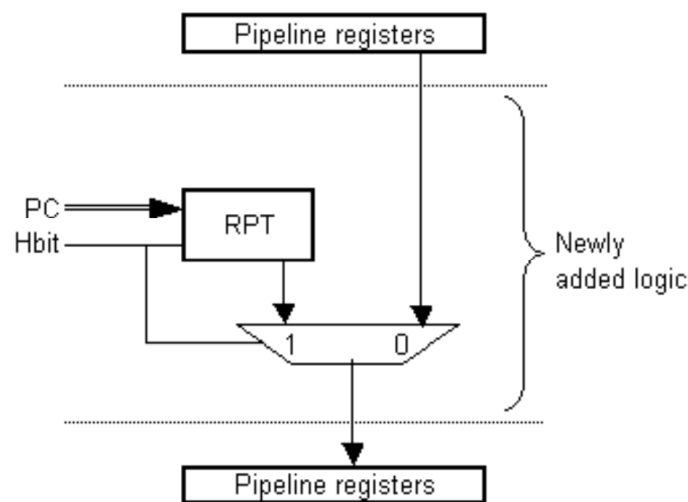 Pipeline registers
PC
RPT
Hbit
Newly
added logic
1 0
Pipeline registers